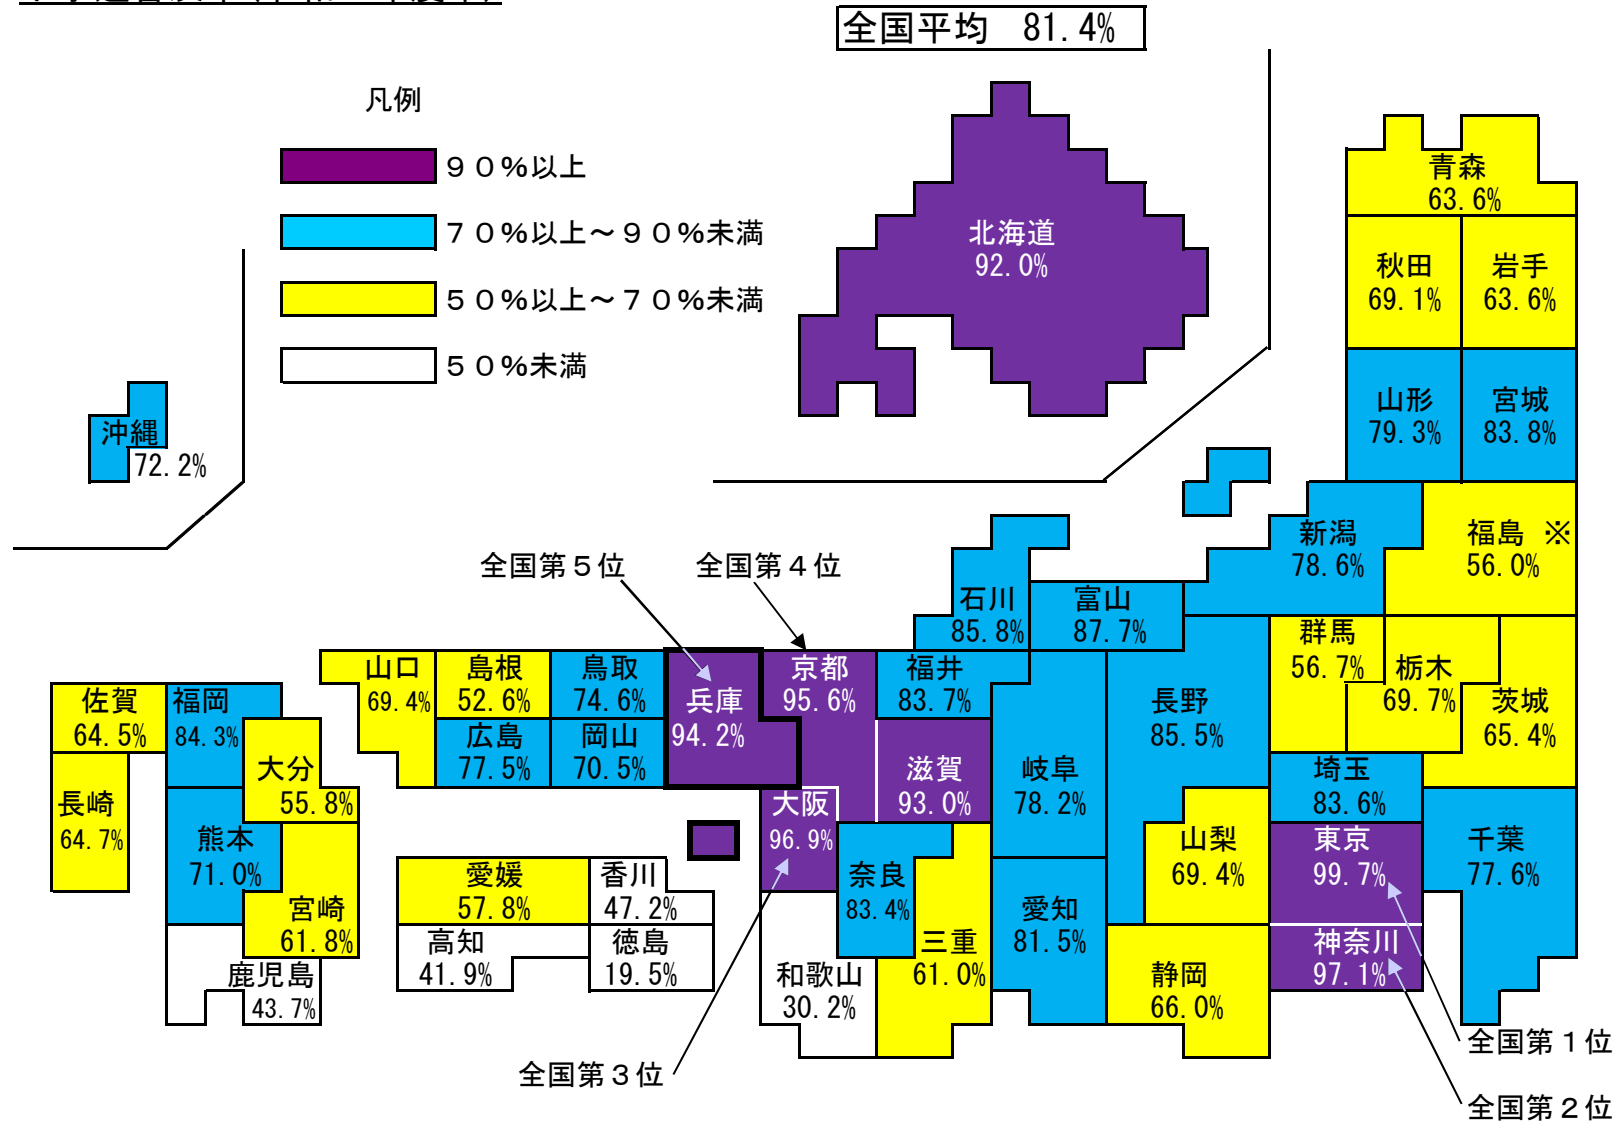 全国平均 81.4%
凡例
９０%以上
７０%以上～９０%未満
５０%以上～７０%未満
５０%未満
北海道
92.0%
青森
63.6%
秋田
69.1%
岩手
63.6%
山形
79.3%
宮城
83.8%
沖縄
72.2%
新潟
78.6%
福島 ※
56.0%
全国第５位
全国第４位
石川
85.8%
富山
87.7%
群馬
56.7%
栃木
69.7%
茨城
65.4%
山口
69.4%
島根
52.6%
鳥取
74.6%
兵庫
94.2%
京都
95.6%
福井
83.7%
長野
85.5%
佐賀
64.5%
福岡
84.3%
広島
77.5%
岡山
70.5%
滋賀
93.0%
岐阜
78.2%
埼玉
83.6%
大分
55.8%
長崎
64.7%
熊本
71.0%
大阪
96.9%
奈良
83.4%
山梨
69.4%
東京
99.7%
千葉
77.6%
愛媛
57.8%
香川
47.2%
宮崎
61.8%
高知
41.9%
徳島
19.5%
愛知
81.5%
三重
61.0%
神奈川
97.1%
鹿児島
43.7%
和歌山
30.2%
静岡
66.0%
全国第３位
全国第１位
全国第２位